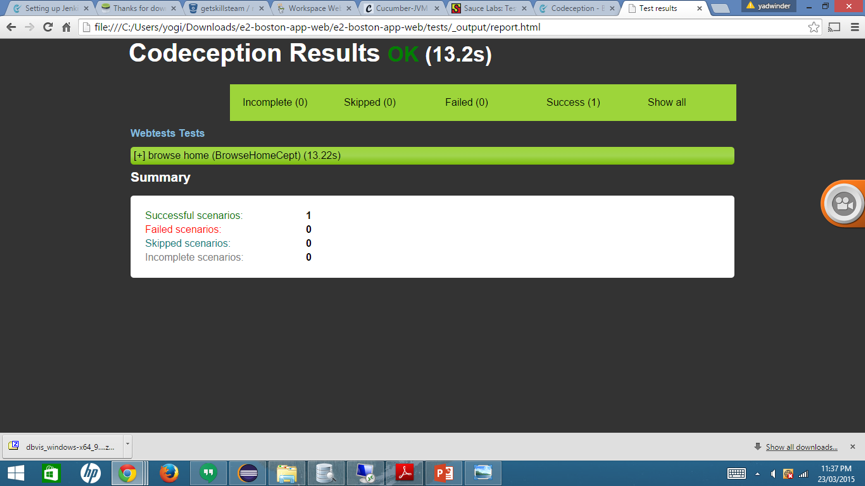 Setting up Jenk
Thanks for dow
getskillsteam /
Workspace Web
Cucumber-JVM
Sauce Labs: Tes
Codeception -
Test results
yadwinder
file:///C:/Users/yogi/Downloads/e2-boston-app-web/e2-boston-app-web/tests/_output/report.html
Codeception Results OK (13.2s)
Incomplete (0) Skipped (0) Failed (0) Success (1) Show all
Webtests Tests
[+] browse home (BrowseHomeCept) (13.22s)
Summary
Successful scenarios: 1
Failed scenarios: 0
Skipped scenarios: 0
Incomplete scenarios: 0
dbvis_windows-x64_9....z...
Show all downloads...
11:37 PM
23/03/2015